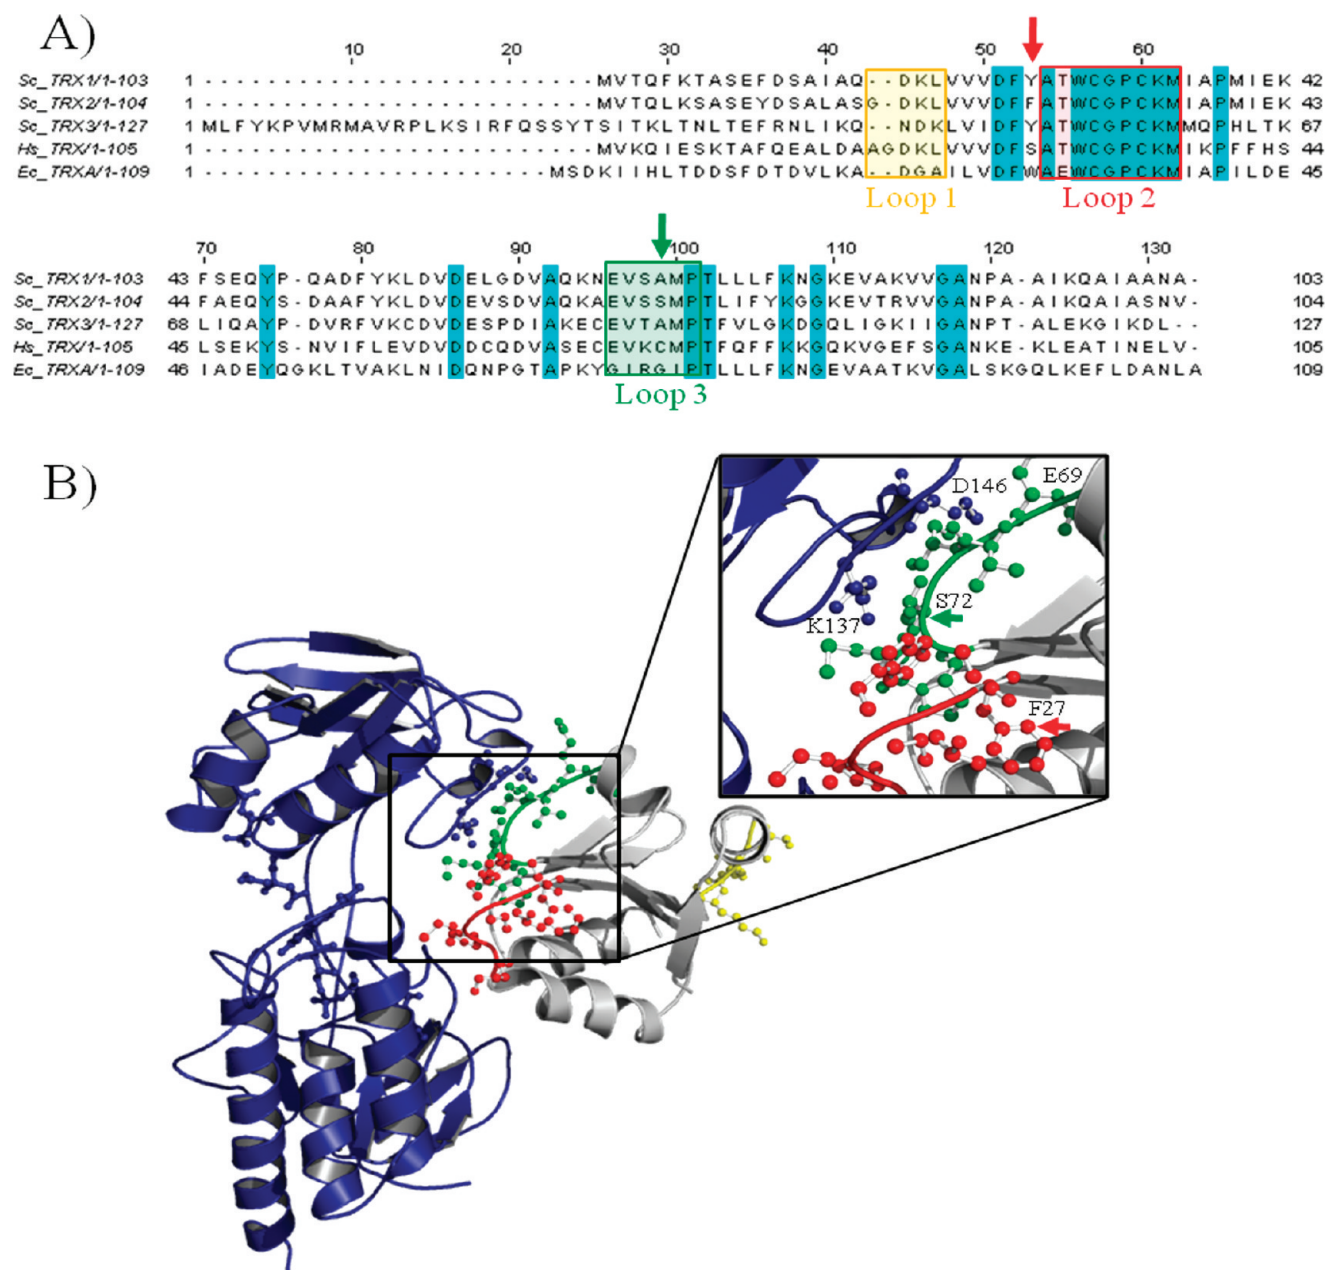 A)
10 20 30 40 50 60
Sc_TRX1/1-103 1 -------------------------MVTQFKTASEFDSAIAQ--DKLVVVDFYATWCGPCKMIAPMIEK 42
Sc_TRX2/1-104 1 -------------------------MVTQLKSASEYDSALASG-DKLVVVDFFATWCGPCKMIAPMIEK 43
Sc_TRX3/1-127 1 MLFYKPVMRMAVRPLKSIRFQSSYTSITKLTNLTEFRNLIKQ--NDKLVIDFYATWCGPCKMMQPHLTK 67
Hs_TRX/1-105 1 -------------------------MVKQIESKTAFQEALDAAGDKLVVVDFSATWCGPCKMIKPFFHS 44
Ec_TRXA/1-109 1 ----------------------MSDKIIHLTDDSFDTDVLKA--DGAILVDFWAEWCGPCKMIAPILDE 45
Loop 1 Loop 2
70 80 90 100 110 120 130
Sc_TRX1/1-103 43 FSEQYP-QADFYKLDVDELGDVAQKNEVSAMPTLLLFKNGKEVAKVVGANPA-AIKQAIAANA- 103
Sc_TRX2/1-104 44 FAEQYS-DAAFYKLDVDEVSDVAQKAEVSSMPTLIFYKGGKEVTRVVGANPA-AIKQAIASNV- 104
Sc_TRX3/1-127 68 LIQAYP-DVRFVKCDVDESPDIAKECEVTAMPTFVLGKDGQLIGKIIGANPT-ALEKGIKDL-- 127
Hs_TRX/1-105 45 LSEKYS-NVIFLEVDVDDCQDVASECEVKCMPTFQFFKKGQKVGEFSGANKE-KLEATINELV- 105
Ec_TRXA/1-109 46 IADEYQGKLTVAKLNIDQNPGTAPKYGIRGIPTLLLFKNGEVAATKVGALSKGQLKEFLDANLA 109
Loop 3
B)
D146
E69
S72
K137
F27